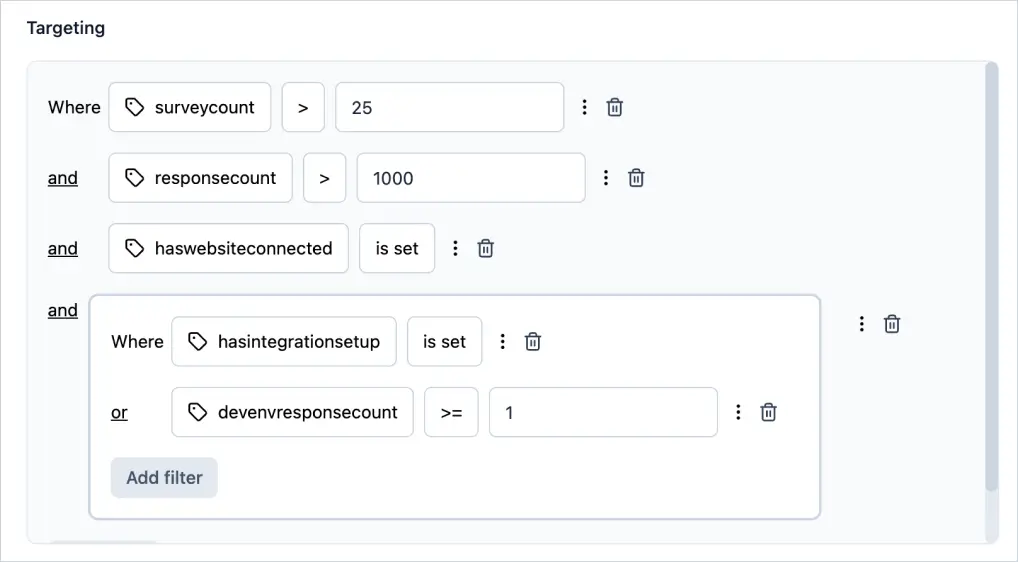 Targeting
Where surveycount > 25
and responsecount > 1000
and haswebsiteconnected is set
and
Where hasintegrationsetup is set
or devenvresponsecount >= 1
Add filter